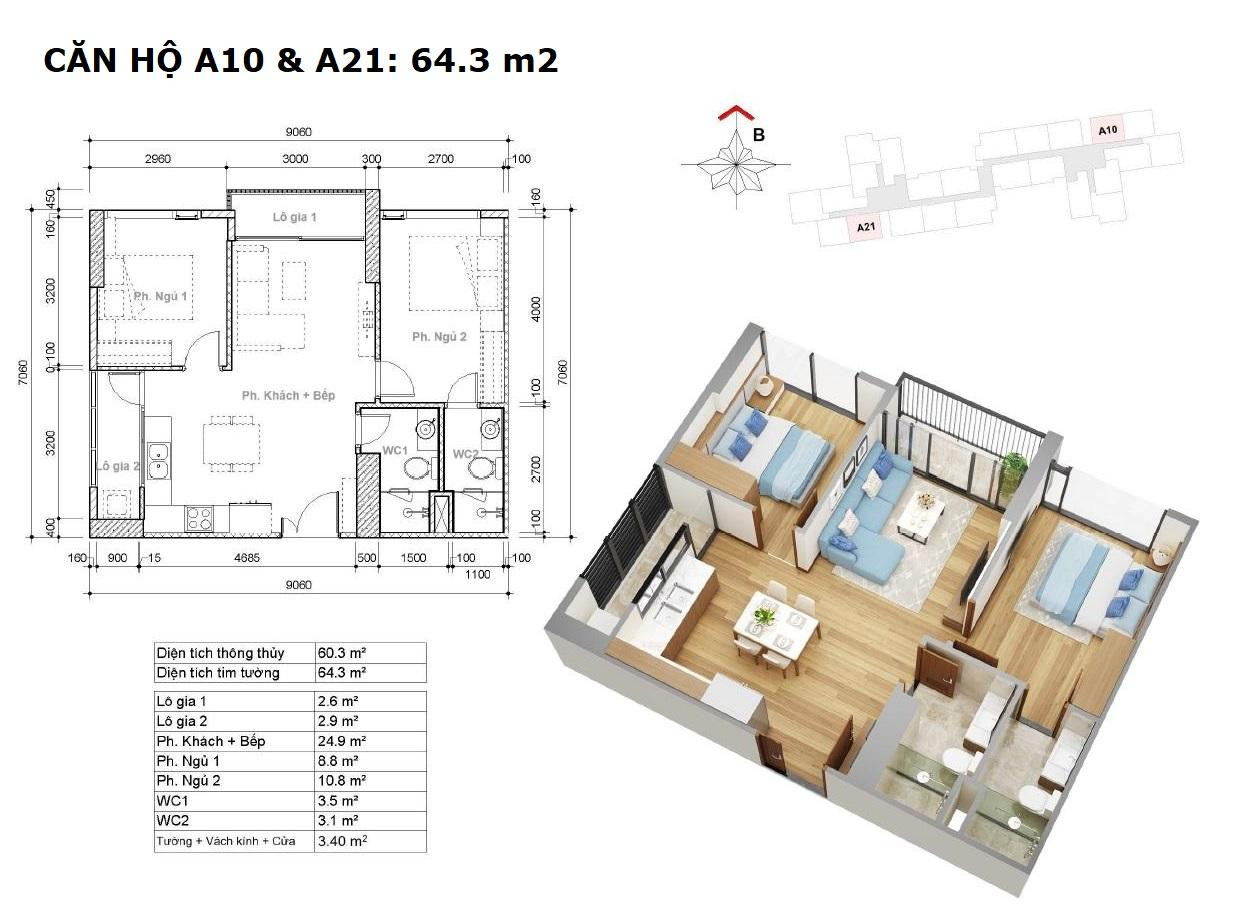 CĂN HỘ A10 & A21: 64.3 m2
B
A10
A21
9060
2960 3000 300 2700 100
450
160
3200
100
0
3200
400
7060
160
4000
100
2700
100
7060
Lô gia 1
Ph. Ngủ 1
Ph. Ngủ 2
Ph. Khách + Bếp
Lô gia 2
WC1
WC2
160 900 15 4685 500 1500 100 100
1100
9060
Diện tích thông thủy 60.3 m²
Diện tích tim tường 64.3 m²
Lô gia 1 2.6 m²
Lô gia 2 2.9 m²
Ph. Khách + Bếp 24.9 m²
Ph. Ngủ 1 8.8 m²
Ph. Ngủ 2 10.8 m²
WC1 3.5 m²
WC2 3.1 m²
Tường + Vách kính + Cửa 3.40 m²